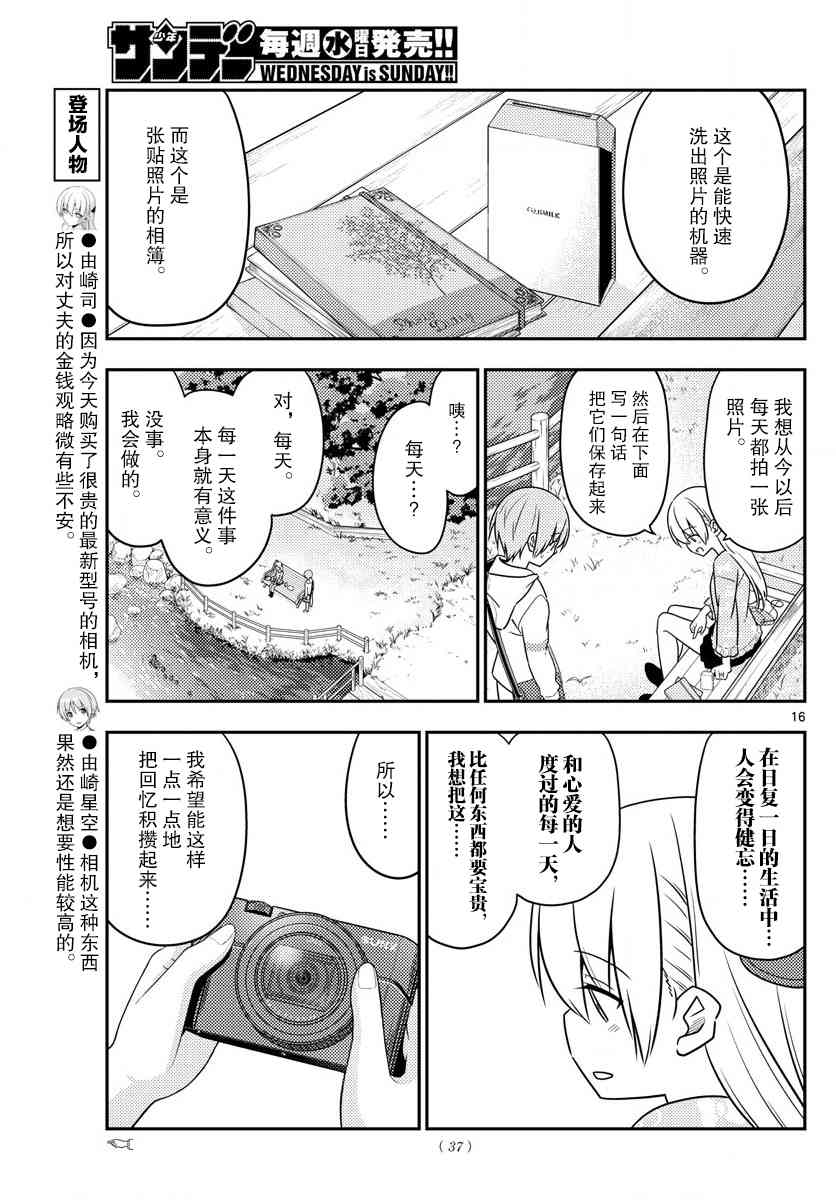 少年
サンデー
毎週水曜日発売!!
WEDNESDAY is SUNDAY!!
这个是能快速
洗出照片的机器。
而这个是
张贴照片的相簿。
我想从今以后
每天都拍一张
照片。
然后在下面
写一句话
把它们保存起来
咦…?
每天…?
对,每天。
每一天这件事
本身就有意义。
没事。
我会做的。
16
在日复一日的生活中
人会变得健忘……
和心爱的人
度过的每一天,
比任何东西都要宝贵,
我想把这……
所以……
我希望能这样
一点一点地
把回忆积攒起来……
SUNY
登场人物
●由崎司●因为今天购买了很贵的最新型号的相机,
所以对丈夫的金钱观略微有些不安。
●由崎星空●相机这种东西
果然还是想要性能较高的。
(37)